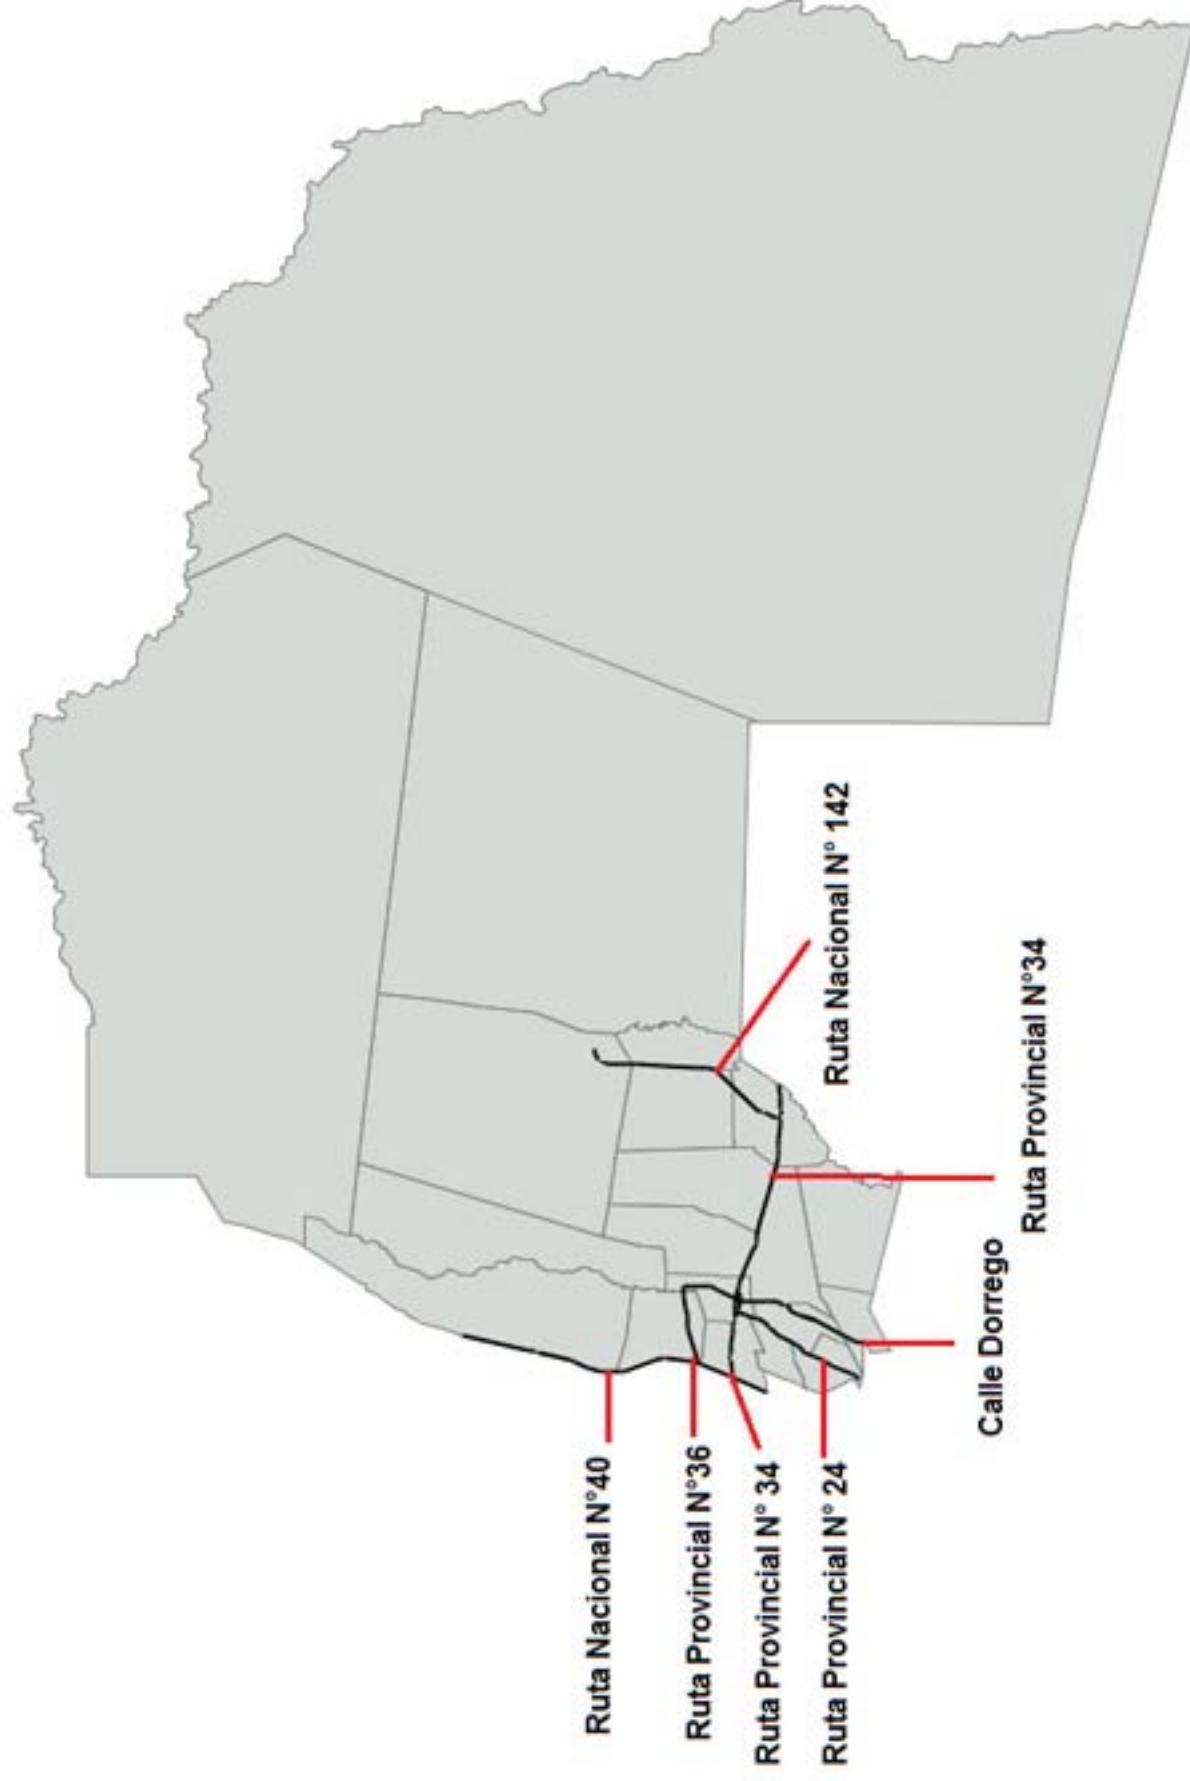 Ruta Nacional N°40
Ruta Provincial N°36
Ruta Provincial N° 34
Ruta Provincial N° 24
Ruta Nacional N° 142
Calle Dorrego
Ruta Provincial N°34